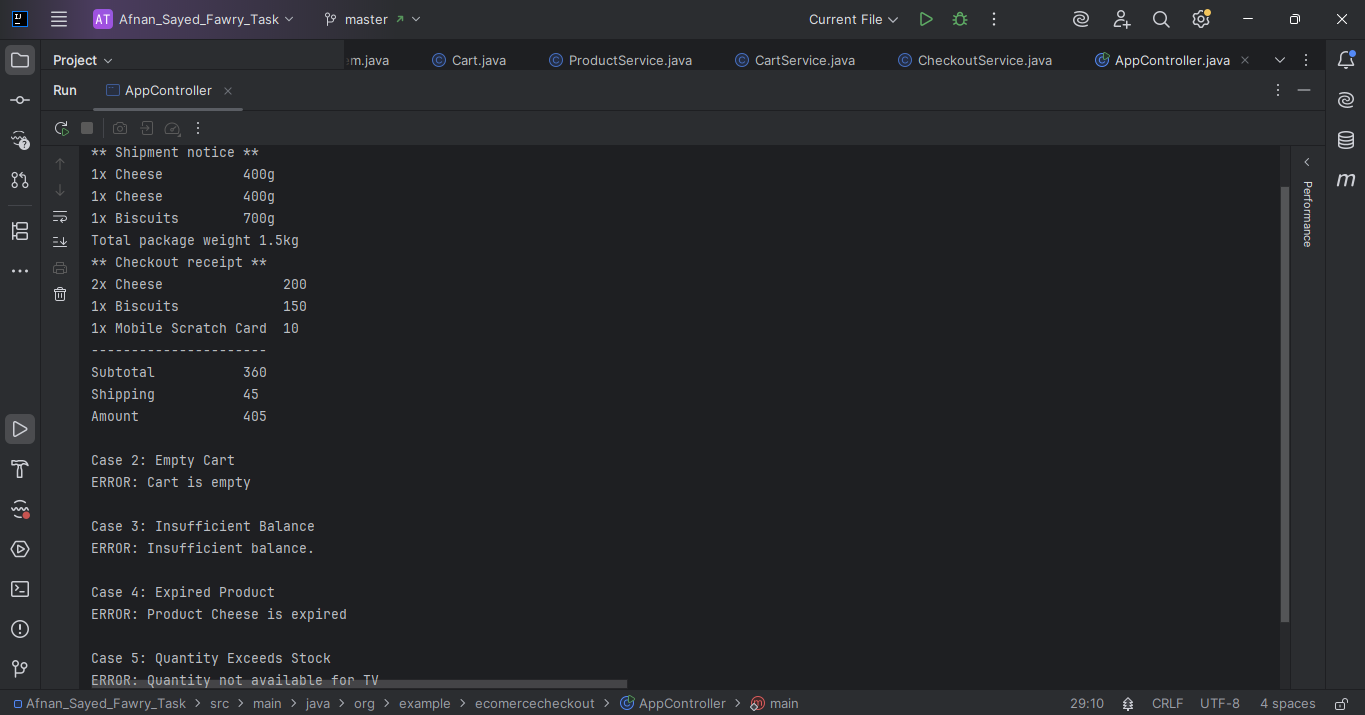 AT Afnan_Sayed_Fawry_Task master Current File
Project m.java Cart.java ProductService.java CartService.java CheckoutService.java AppController.java
Run AppController
** Shipment notice **
1x Cheese 400g
1x Cheese 400g
1x Biscuits 700g
Total package weight 1.5kg
** Checkout receipt **
2x Cheese 200
1x Biscuits 150
1x Mobile Scratch Card 10
----------------------
Subtotal 360
Shipping 45
Amount 405
Case 2: Empty Cart
ERROR: Cart is empty
Case 3: Insufficient Balance
ERROR: Insufficient balance.
Case 4: Expired Product
ERROR: Product Cheese is expired
Case 5: Quantity Exceeds Stock
ERROR: Quantity not available for TV
Performance
Afnan_Sayed_Fawry_Task > src > main > java > org > example > ecomercecheckout > AppController > main 29:10 CRLF UTF-8 4 spaces